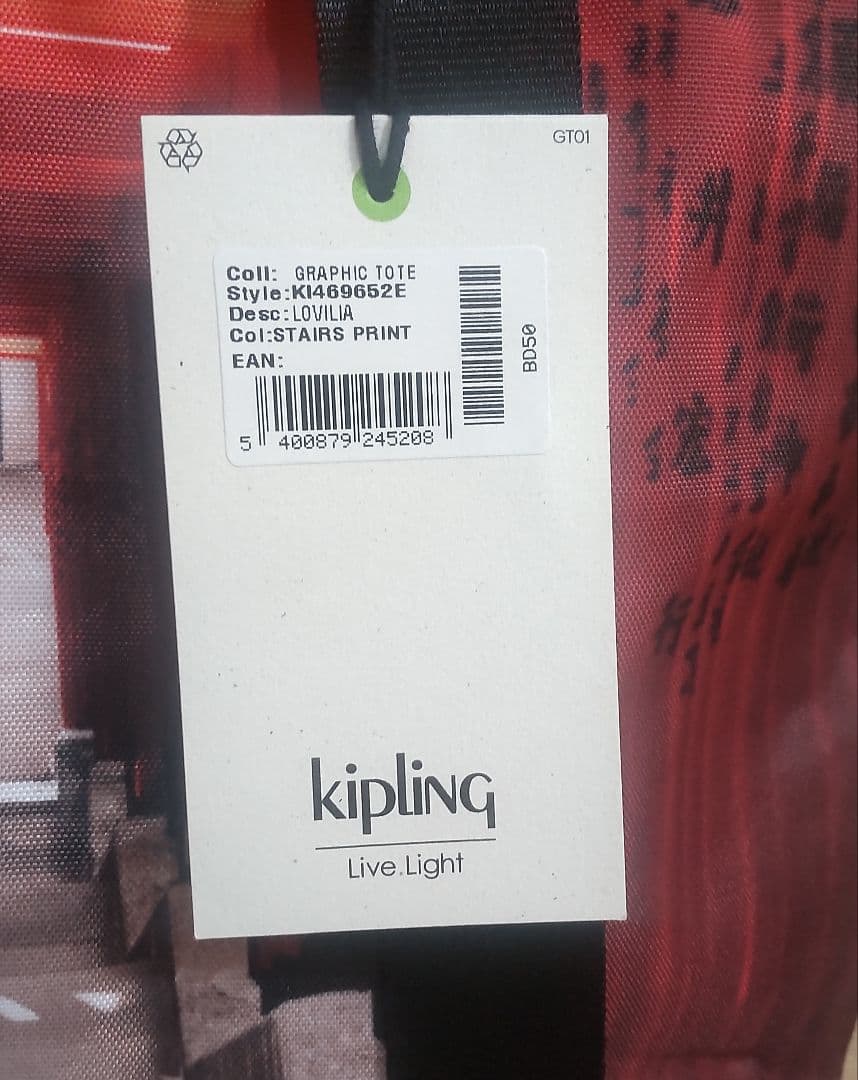 GT01
Coll: GRAPHIC TOTE
Style:KI469652E
Desc:LOVILIA
Col:STAIRS PRINT
EAN:
BD50
5 400879 245208
kipling
Live.Light